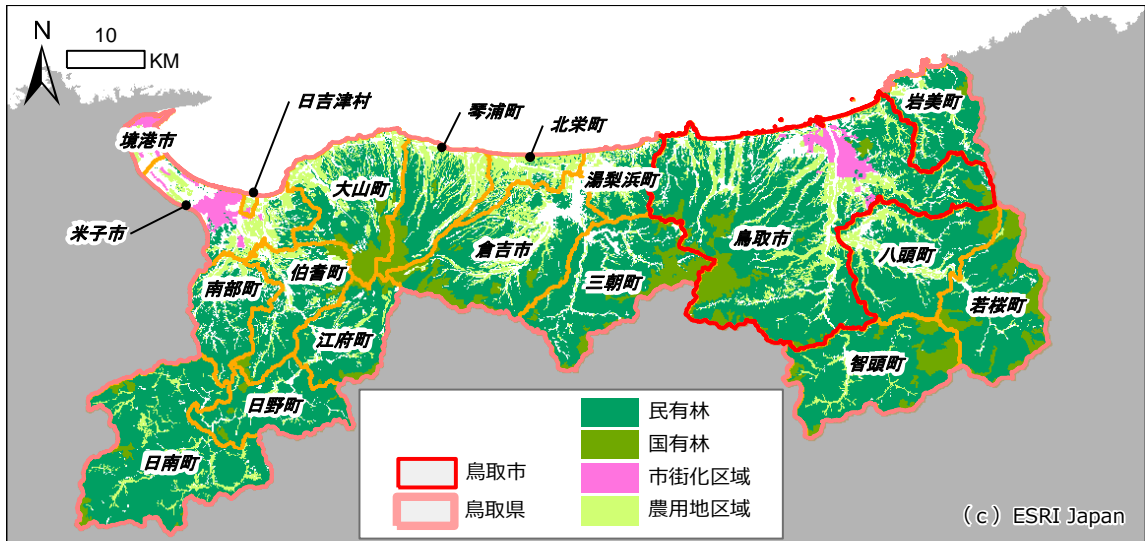 N
10
KM
日吉津村
琴浦町
北栄町
岩美町
境港市
大山町
湯梨浜町
米子市
鳥取市
倉吉市
八頭町
伯耆町
南部町
三朝町
若桜町
江府町
智頭町
日野町
日南町
民有林
国有林
鳥取市
市街化区域
鳥取県
農用地区域
(c) ESRI Japan